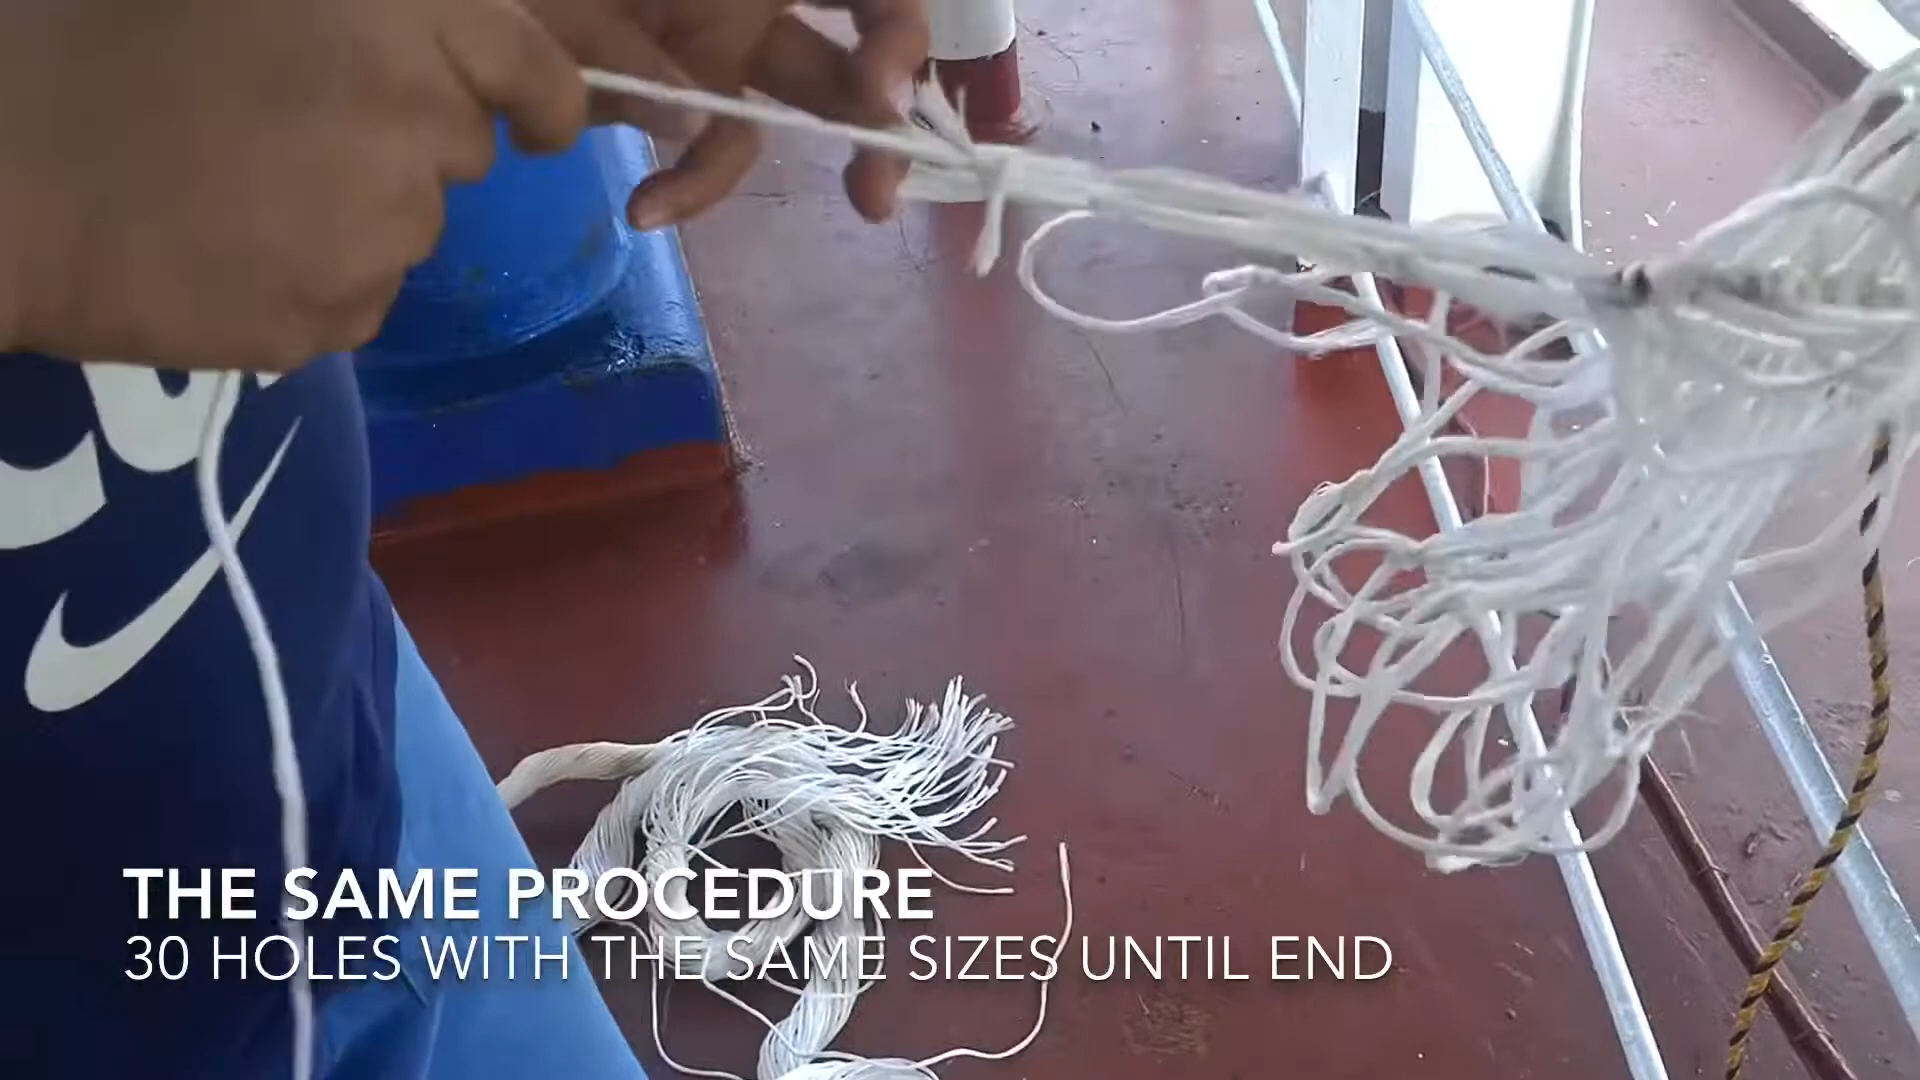 THE SAME PROCEDURE
30 HOLES WITH THE SAME SIZES UNTIL END